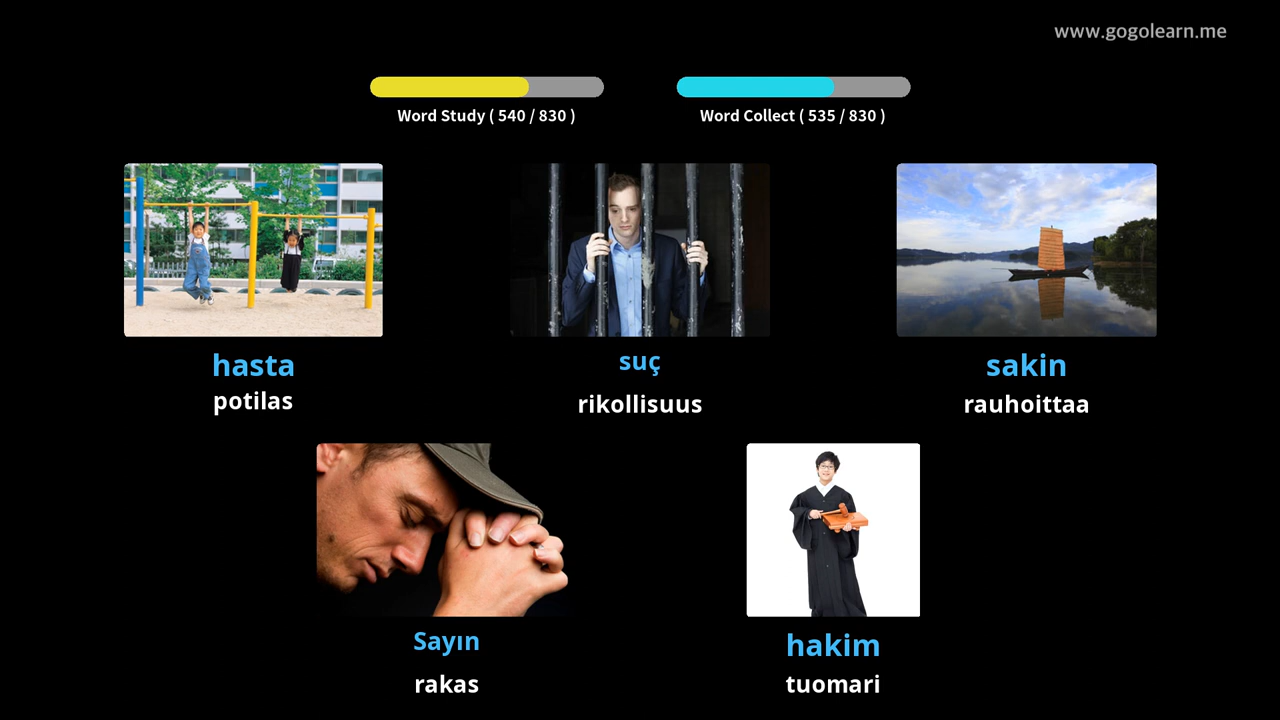 www.gogolearn.me
Word Study ( 540 / 830 )
Word Collect ( 535 / 830 )
hasta
potilas
suç
rikollisuus
sakin
rauhoittaa
Sayın
rakas
hakim
tuomari